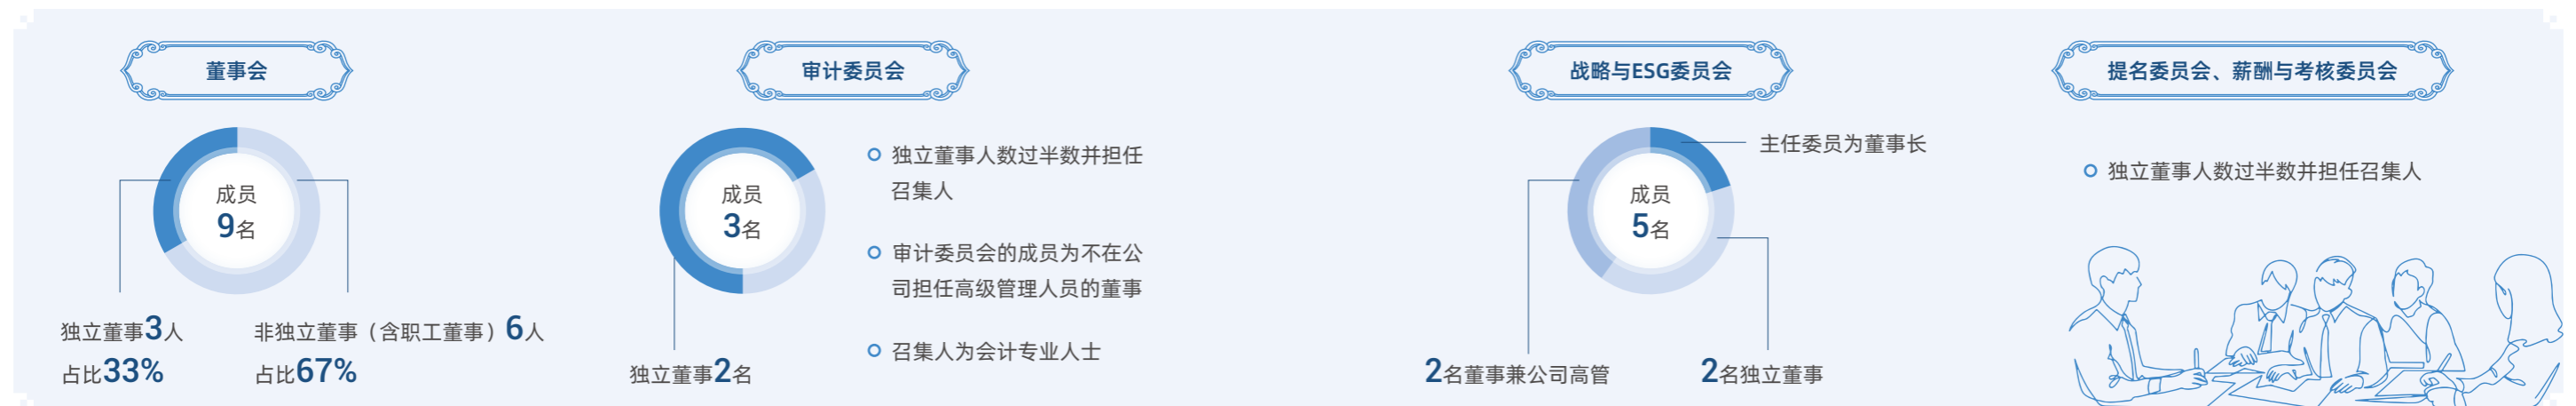 董事会
成员
9名
独立董事3人
占比33%
非独立董事（含职工董事）6人
占比67%
审计委员会
成员
3名
独立董事2名
独立董事人数过半数并担任
召集人
审计委员会的成员为不在公
司担任高级管理人员的董事
召集人为会计专业人士
战略与ESG委员会
主任委员为董事长
成员
5名
2名董事兼公司高管
2名独立董事
提名委员会、薪酬与考核委员会
独立董事人数过半数并担任召集人